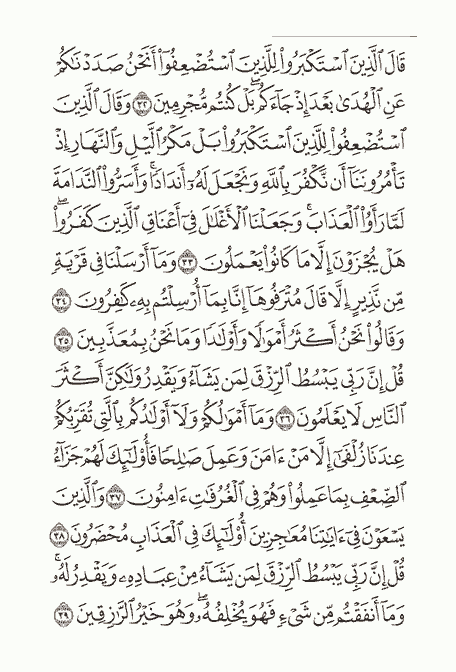 قَالَ ٱلَّذِينَ ٱسْتَكْبَرُوا۟ لِلَّذِينَ ٱسْتُضْعِفُوٓا۟ أَنَحْنُ صَدَدْنَٰكُمْ
عَنِ ٱلْهُدَىٰ بَعْدَ إِذْ جَآءَكُم ۖ بَلْ كُنتُم مُّجْرِمِينَ ٣٢ وَقَالَ ٱلَّذِينَ
ٱسْتُضْعِفُوا۟ لِلَّذِينَ ٱسْتَكْبَرُوا۟ بَلْ مَكْرُ ٱلَّيْلِ وَٱلنَّهَارِ إِذْ
تَأْمُرُونَنَآ أَن نَّكْفُرَ بِٱللَّهِ وَنَجْعَلَ لَهُۥٓ أَندَادًا ۚ وَأَسَرُّوا۟ ٱلنَّدَامَةَ
لَمَّا رَأَوُا۟ ٱلْعَذَابَ ۚ وَجَعَلْنَا ٱلْأَغْلَٰلَ فِىٓ أَعْنَاقِ ٱلَّذِينَ كَفَرُوا۟ ۖ
هَلْ يُجْزَوْنَ إِلَّا مَا كَانُوا۟ يَعْمَلُونَ ٣٣ وَمَآ أَرْسَلْنَا فِى قَرْيَةٍ
مِّن نَّذِيرٍ إِلَّا قَالَ مُتْرَفُوهَآ إِنَّا بِمَآ أُرْسِلْتُم بِهِۦ كَٰفِرُونَ ٣٤
وَقَالُوا۟ نَحْنُ أَكْثَرُ أَمْوَٰلًا وَأَوْلَٰدًا وَمَا نَحْنُ بِمُعَذَّبِينَ ٣٥
قُلْ إِنَّ رَبِّى يَبْسُطُ ٱلرِّزْقَ لِمَن يَشَآءُ وَيَقْدِرُ وَلَٰكِنَّ أَكْثَرَ
ٱلنَّاسِ لَا يَعْلَمُونَ ٣٦ وَمَآ أَمْوَٰلُكُمْ وَلَآ أَوْلَٰدُكُم بِٱلَّتِى تُقَرِّبُكُمْ
عِندَنَا زُلْفَىٰٓ إِلَّا مَنْ ءَامَنَ وَعَمِلَ صَٰلِحًا فَأُو۟لَٰٓئِكَ لَهُمْ جَزَآءُ
ٱلضِّعْفِ بِمَا عَمِلُوا۟ وَهُمْ فِى ٱلْغُرُفَٰتِ ءَامِنُونَ ٣٧ وَٱلَّذِينَ
يَسْعَوْنَ فِىٓ ءَايَٰتِنَا مُعَٰجِزِينَ أُو۟لَٰٓئِكَ فِى ٱلْعَذَابِ مُحْضَرُونَ ٣٨
قُلْ إِنَّ رَبِّى يَبْسُطُ ٱلرِّزْقَ لِمَن يَشَآءُ مِنْ عِبَادِهِۦ وَيَقْدِرُ لَهُۥ ۚ
وَمَآ أَنفَقْتُم مِّن شَىْءٍ فَهُوَ يُخْلِفُهُۥ ۖ وَهُوَ خَيْرُ ٱلرَّٰزِقِينَ ٣٩